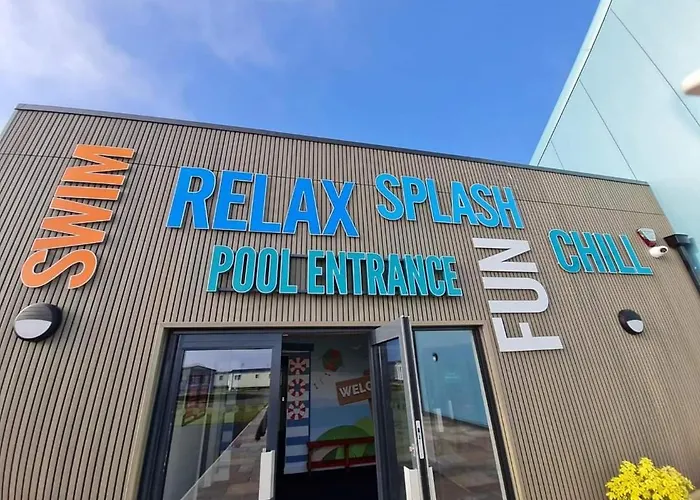 SWIM
RELAX
SPLASH
POOL ENTRANCE
FUN
CHILL